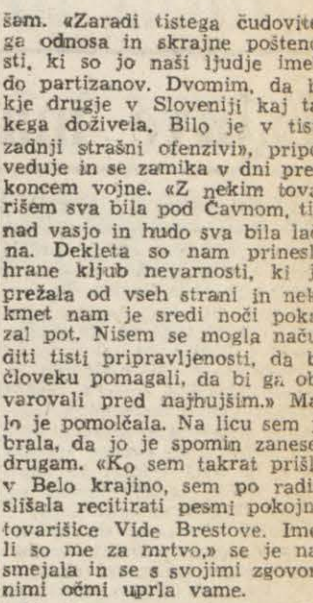 šam. «Zaradi tistega čudovite
ga odnosa in skrajne pošteno
sti, ki so jo naši ljudje ime
do partizanov. Dvomim, da b
kje drugje v Sloveniji kaj ta
kega doživela. Bilo je v tis
zadnji strašni ofenzivi», pripo
veduje in se zamika v dni pre
koncem vojne. «Z nekim tova
rišem sva bila pod Čavnom, ti
nad vasjo in hudo sva bila lač
na. Dekleta so nam prinesl
hrane kljub nevarnosti, ki j
prežala od vseh strani in nek
kmet nam je sredi noči poka
zal pot. Nisem se mogla naču
diti tisti pripravljenosti, da b
človeku pomagali, da bi ga ob
varovali pred najhujšim.» Ma
lo je pomolčala. Na licu sem j
brala, da jo je spomin zanese
drugam. «Ko sem takrat prišl
v Belo krajino, sem po radi
slišala recitirati pesmi pokojn
tovarišice Vide Brestove. Ime
li so me za mrtvo,» se je na
smejala in se s svojimi zgovor
nimi očmi uprla vame.